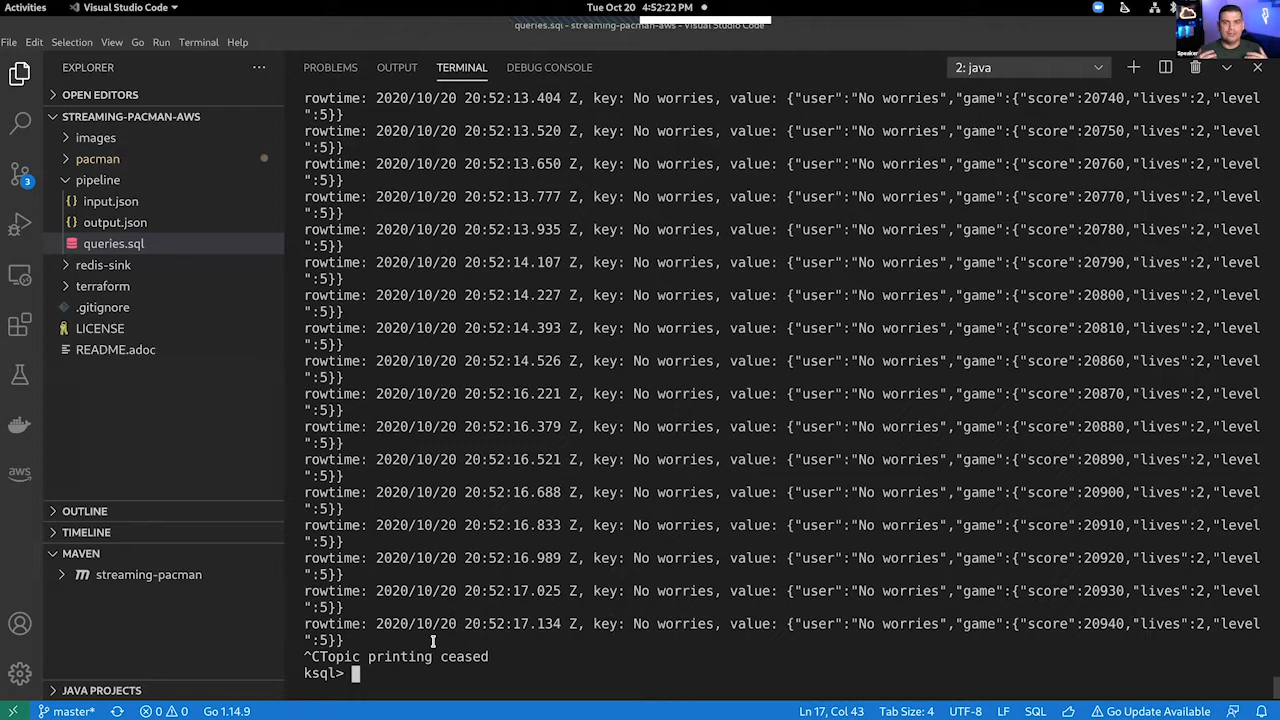 Activities
Visual Studio Code
Tue Oct 20 4:52:22 PM
queries.sql - streaming-pacman-aws - Visual Studio Code
File Edit Selection View Go Run Terminal Help
EXPLORER
OPEN EDITORS
STREAMING-PACMAN-AWS
images
pacman
pipeline
input.json
output.json
queries.sql
redis-sink
terraform
.gitignore
LICENSE
README.adoc
OUTLINE
TIMELINE
MAVEN
streaming-pacman
JAVA PROJECTS
3
aws
PROBLEMS OUTPUT TERMINAL DEBUG CONSOLE
2: java
Speaker
rowtime: 2020/10/20 20:52:13.404 Z, key: No worries, value: {"user":"No worries","game":{"score":20740,"lives":2,"level
":5}}
rowtime: 2020/10/20 20:52:13.520 Z, key: No worries, value: {"user":"No worries","game":{"score":20750,"lives":2,"level
":5}}
rowtime: 2020/10/20 20:52:13.650 Z, key: No worries, value: {"user":"No worries","game":{"score":20760,"lives":2,"level
":5}}
rowtime: 2020/10/20 20:52:13.777 Z, key: No worries, value: {"user":"No worries","game":{"score":20770,"lives":2,"level
":5}}
rowtime: 2020/10/20 20:52:13.935 Z, key: No worries, value: {"user":"No worries","game":{"score":20780,"lives":2,"level
":5}}
rowtime: 2020/10/20 20:52:14.107 Z, key: No worries, value: {"user":"No worries","game":{"score":20790,"lives":2,"level
":5}}
rowtime: 2020/10/20 20:52:14.227 Z, key: No worries, value: {"user":"No worries","game":{"score":20800,"lives":2,"level
":5}}
rowtime: 2020/10/20 20:52:14.393 Z, key: No worries, value: {"user":"No worries","game":{"score":20810,"lives":2,"level
":5}}
rowtime: 2020/10/20 20:52:14.526 Z, key: No worries, value: {"user":"No worries","game":{"score":20860,"lives":2,"level
":5}}
rowtime: 2020/10/20 20:52:16.221 Z, key: No worries, value: {"user":"No worries","game":{"score":20870,"lives":2,"level
":5}}
rowtime: 2020/10/20 20:52:16.379 Z, key: No worries, value: {"user":"No worries","game":{"score":20880,"lives":2,"level
":5}}
rowtime: 2020/10/20 20:52:16.521 Z, key: No worries, value: {"user":"No worries","game":{"score":20890,"lives":2,"level
":5}}
rowtime: 2020/10/20 20:52:16.688 Z, key: No worries, value: {"user":"No worries","game":{"score":20900,"lives":2,"level
":5}}
rowtime: 2020/10/20 20:52:16.833 Z, key: No worries, value: {"user":"No worries","game":{"score":20910,"lives":2,"level
":5}}
rowtime: 2020/10/20 20:52:16.989 Z, key: No worries, value: {"user":"No worries","game":{"score":20920,"lives":2,"level
":5}}
rowtime: 2020/10/20 20:52:17.025 Z, key: No worries, value: {"user":"No worries","game":{"score":20930,"lives":2,"level
":5}}
rowtime: 2020/10/20 20:52:17.134 Z, key: No worries, value: {"user":"No worries","game":{"score":20940,"lives":2,"level
":5}}
^CTopic printing ceased
ksql>
master* 0 0 Go 1.14.9 Ln 17, Col 43 Tab Size: 4 UTF-8 LF SQL Go Update Available